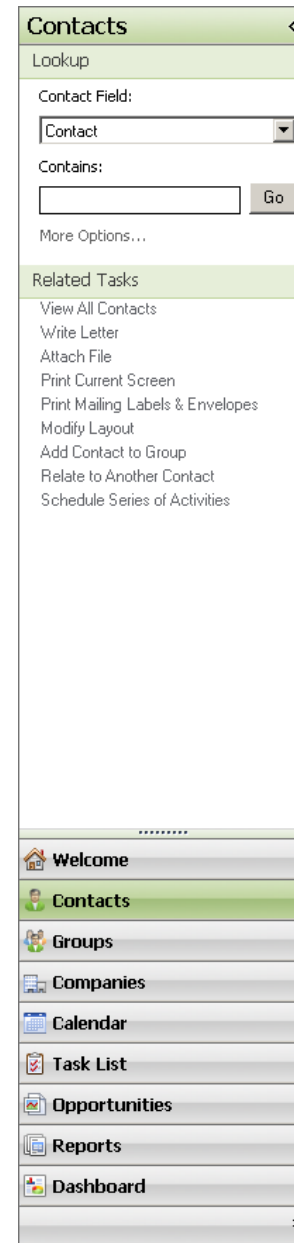 Contacts
Lookup
Contact Field:
Contact
Contains:
Go
More Options...
Related Tasks
View All Contacts
Write Letter
Attach File
Print Current Screen
Print Mailing Labels & Envelopes
Modify Layout
Add Contact to Group
Relate to Another Contact
Schedule Series of Activities
Welcome
Contacts
Groups
Companies
Calendar
Task List
Opportunities
Reports
Dashboard